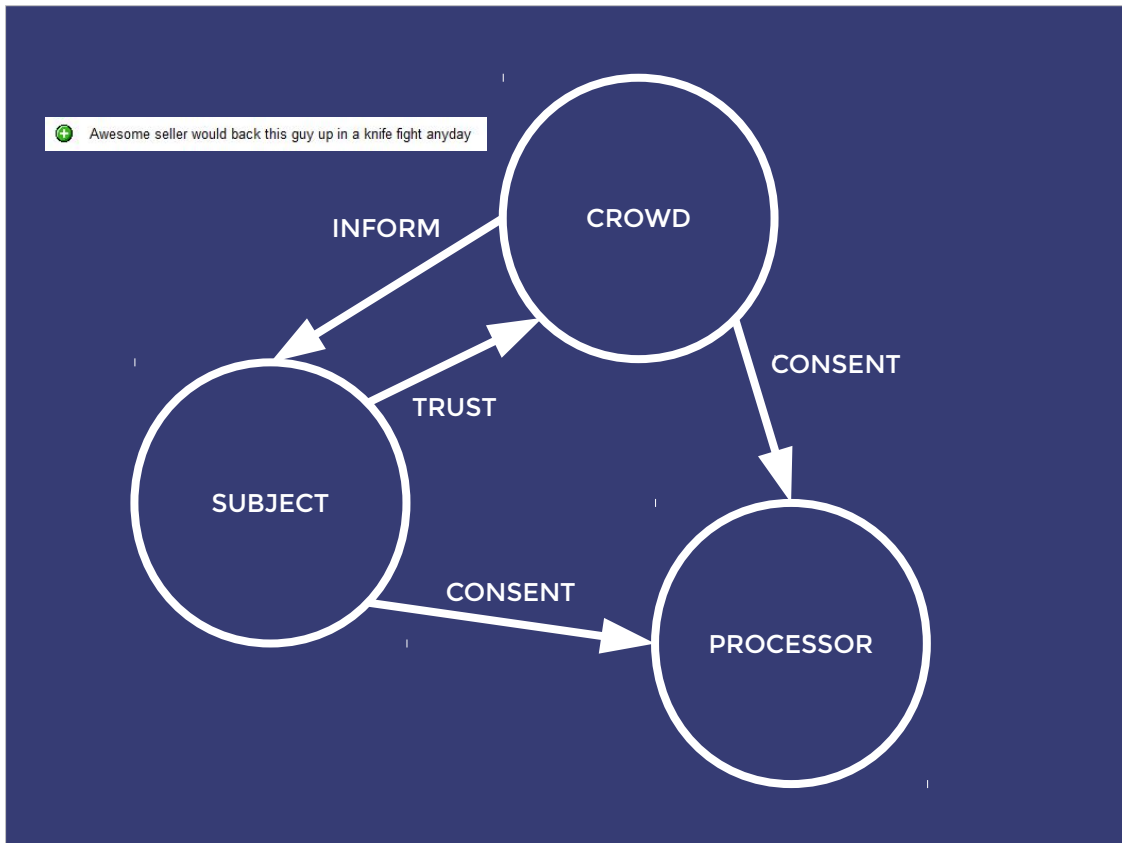 Awesome seller would back this guy up in a knife fight anyday
CROWD
INFORM
CONSENT
TRUST
SUBJECT
CONSENT
PROCESSOR